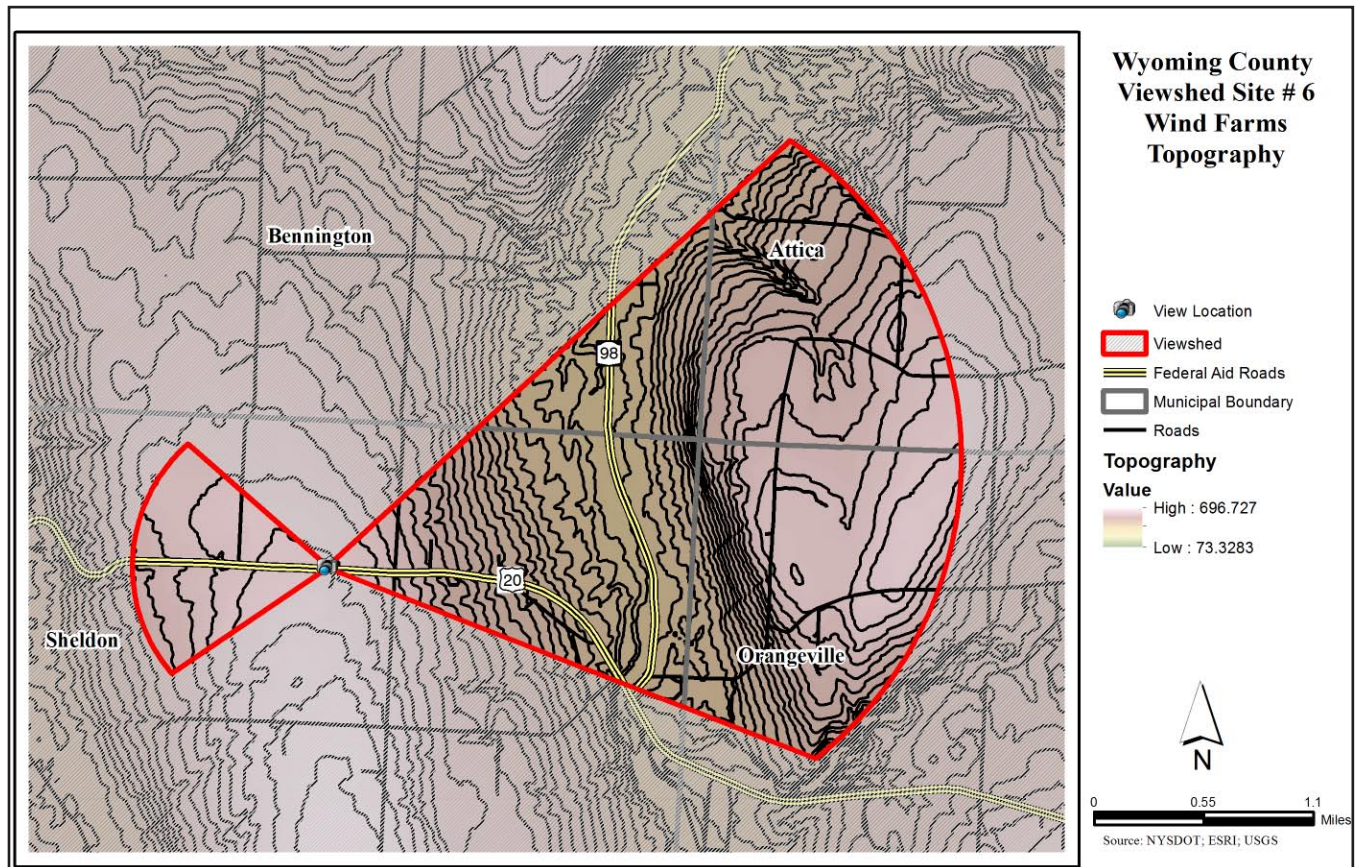 Wyoming County
Viewshed Site # 6
Wind Farms
Topography
Bennington
Attica
98
20
Sheldon
Orangeville
View Location
Viewshed
Federal Aid Roads
Municipal Boundary
Roads
Topography
Value
High : 696.727
Low : 73.3283
N
0 0.55 1.1
Miles
Source: NYSDOT; ESRI; USGS